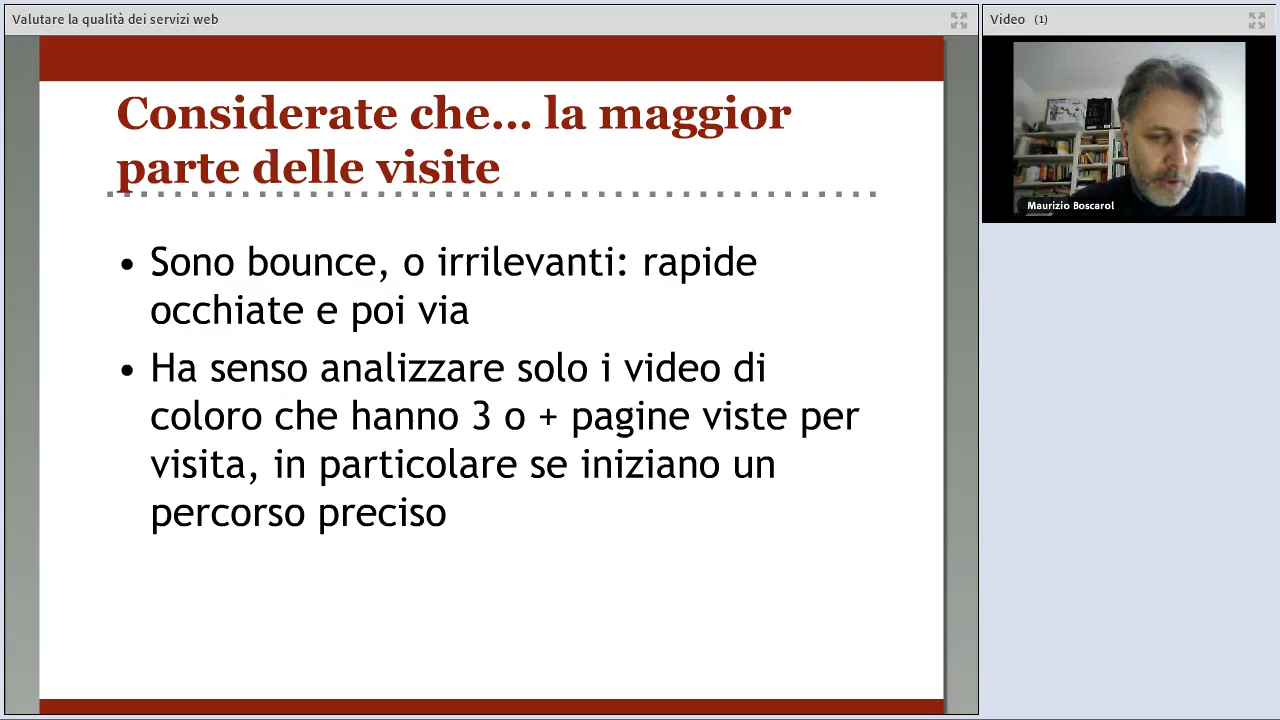 Valutare la qualità dei servizi web
Video (1)
Considerate che... la maggior
parte delle visite
• Sono bounce, o irrilevanti: rapide
occhiate e poi via
• Ha senso analizzare solo i video di
coloro che hanno 3 o + pagine viste per
visita, in particolare se iniziano un
percorso preciso
Maurizio Boscarol